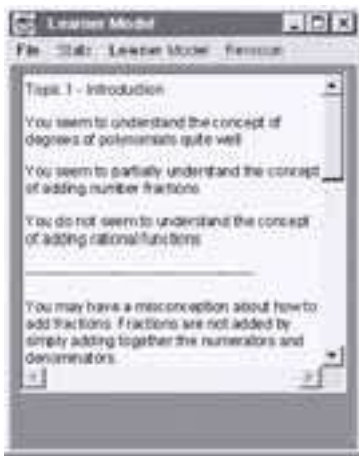 Learner Model
File Stats Learner Model Revision
Topic 1 - Introduction
You seem to understand the concept of
degrees of polynomials quite well
You seem to partially understand the concept
of adding number fractions
You do not seem to understand the concept
of adding rational functions
You may have a misconception about how to
add fractions. Fractions are not added by
simply adding together the numerators and
denominators.